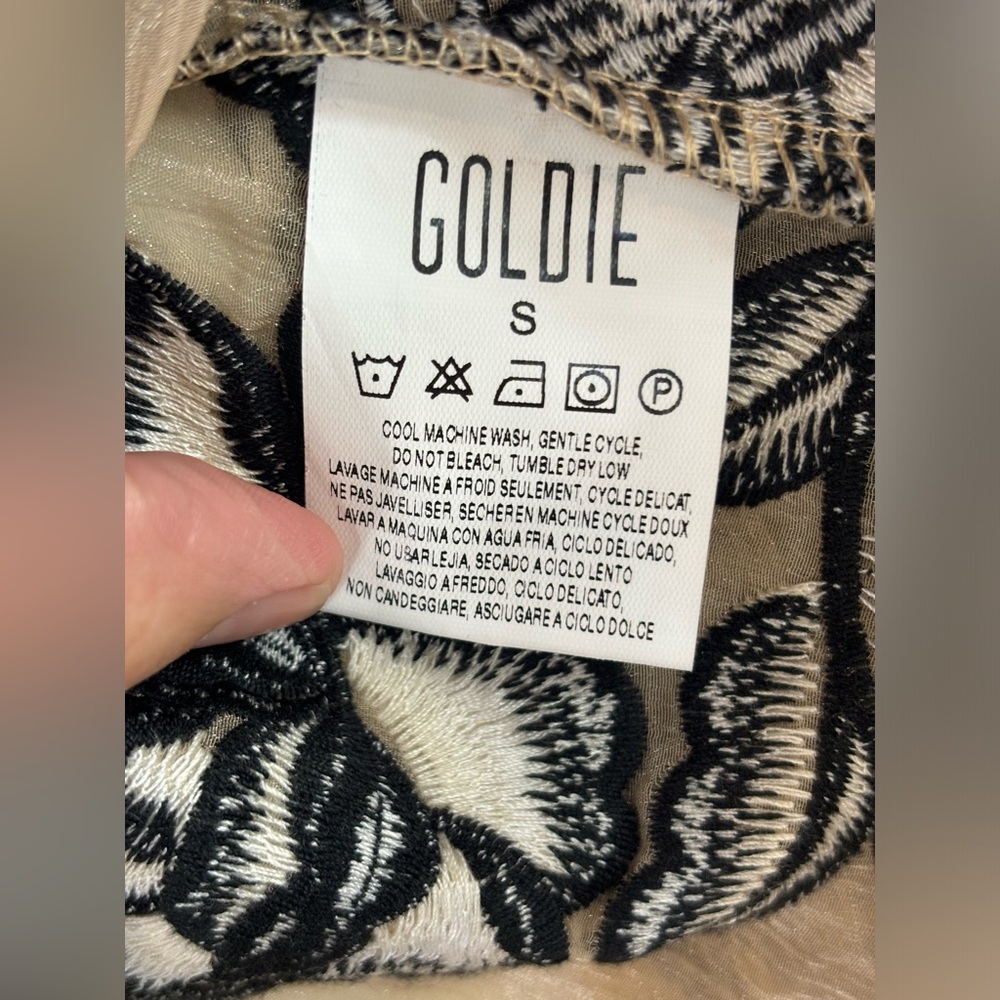 GOLDIE
S
P
COOL MACHINE WASH, GENTLE CYCLE,
DO NOT BLEACH, TUMBLE DRY LOW
LAVAGE MACHINE A FROID SEULEMENT, CYCLE DELICAT,
NE PAS JAVELLISER, SECHER EN MACHINE CYCLE DOUX
LAVAR A MAQUINA CON AGUA FRIA, CICLO DELICADO,
NO USAR LEJIA, SECADO A CICLO LENTO
LAVAGGIO A FREDDO, CICLO DELICATO,
NON CANDEGGIARE, ASCIUGARE A CICLO DOLCE